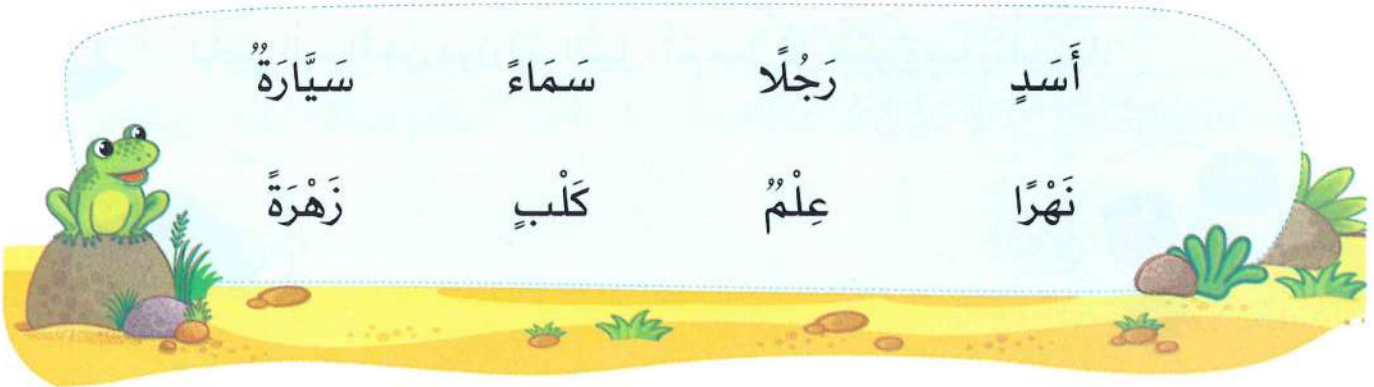 أَسَدٍ رَجُلًا سَمَاءً سَيَّارَةٌ
نَهْرًا عِلْمٌ كَلْبٍ زَهْرَةً